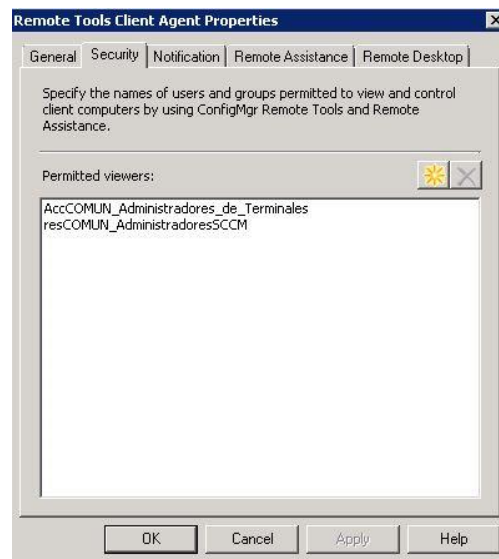 Remote Tools Client Agent Properties
General Security Notification Remote Assistance Remote Desktop
Specify the names of users and groups permitted to view and control
client computers by using ConfigMgr Remote Tools and Remote
Assistance.
Permitted viewers:
AccCOMUN_Administradores_de_Terminales
resCOMUN_AdministradoresSCCM
OK Cancel Apply Help